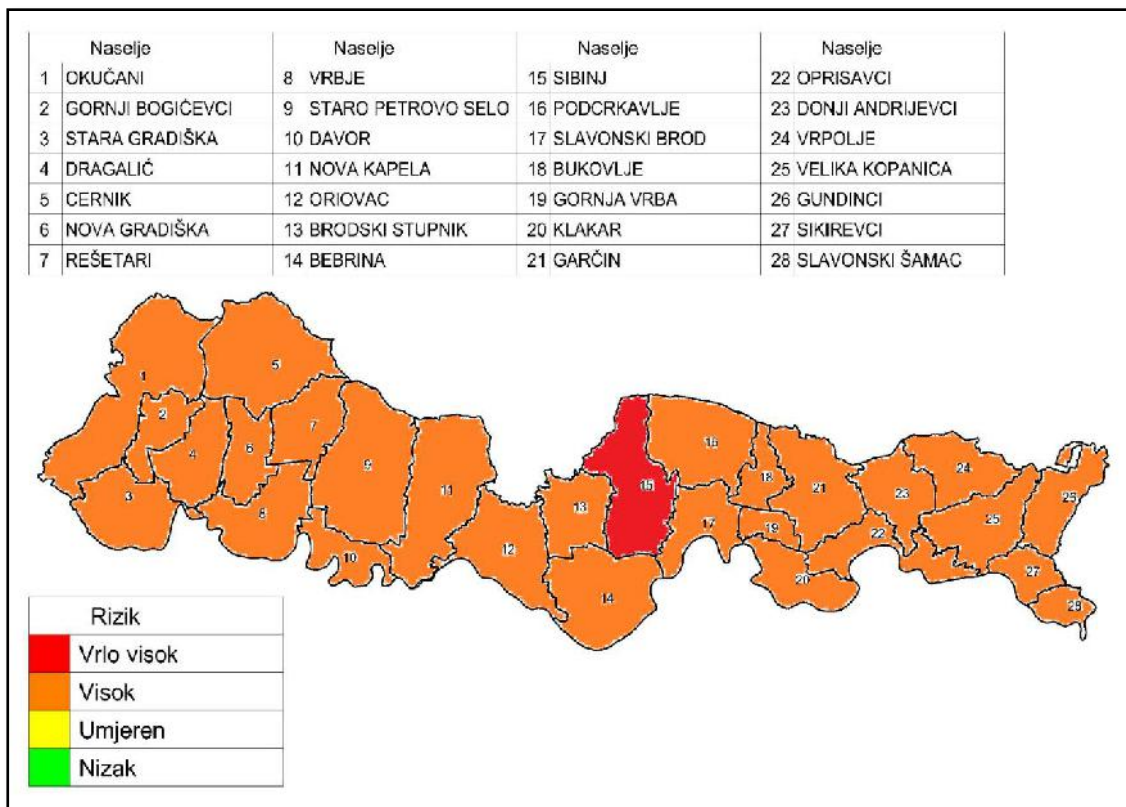 Naselje Naselje Naselje Naselje
1 OKUČANI 8 VRBJE 15 SIBINJ 22 OPRISAVCI
2 GORNJI BOGIĆEVCI 9 STARO PETROVO SELO 16 PODCRKAVLJE 23 DONJI ANDRIJEVCI
3 STARA GRADIŠKA 10 DAVOR 17 SLAVONSKI BROD 24 VRPOLJE
4 DRAGALIĆ 11 NOVA KAPELA 18 BUKOVLJE 25 VELIKA KOPANICA
5 CERNIK 12 ORIOVAC 19 GORNJA VRBA 26 GUNDINCI
6 NOVA GRADIŠKA 13 BRODSKI STUPNIK 20 KLAKAR 27 SIKIREVCI
7 REŠETARI 14 BEBRINA 21 GARČIN 28 SLAVONSKI ŠAMAC
5
1
2
7
6
4
9
3
8
11
10
12
13
15
14
16
18
17
19
21
20
23
22
24
25
26
27
28
Rizik
Vrlo visok
Visok
Umjeren
Nizak